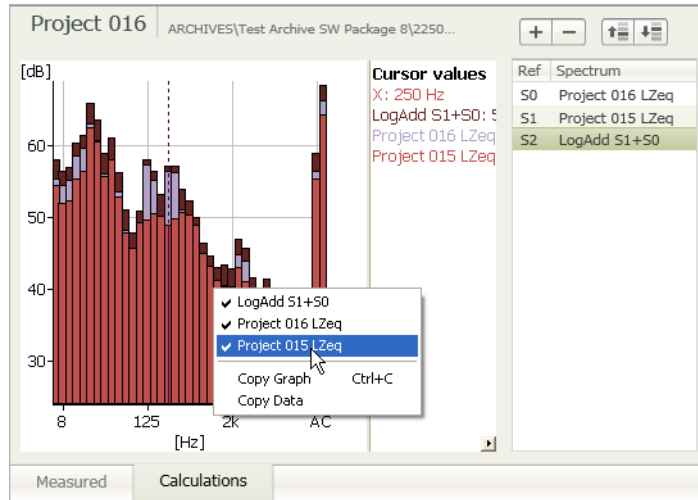 Project 016 ARCHIVES\Test Archive SW Package 8\2250...
[dB]
60
50
40
30
8 125 2k AC
[Hz]
Cursor values
X: 250 Hz
LogAdd S1+S0: 5
Project 016 LZeq
Project 015 LZeq
LogAdd S1+S0
Project 016 LZeq
Project 015 LZeq
Copy Graph Ctrl+C
Copy Data
Ref Spectrum
S0 Project 016 LZeq
S1 Project 015 LZeq
S2 LogAdd S1+S0
Measured Calculations